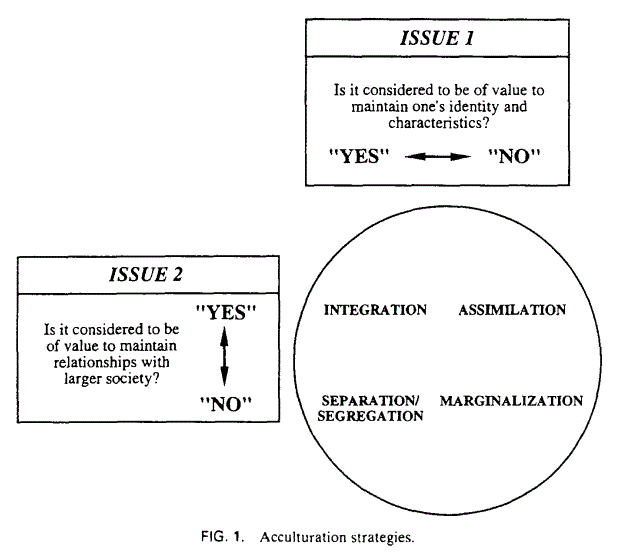 ISSUE 1
Is it considered to be of value to
maintain one's identity and
characteristics?
"YES" "NO"
ISSUE 2
"YES"
Is it considered to be
of value to maintain
relationships with
larger society?
"NO"
INTEGRATION ASSIMILATION
SEPARATION/ MARGINALIZATION
SEGREGATION
FIG. 1. Acculturation strategies.